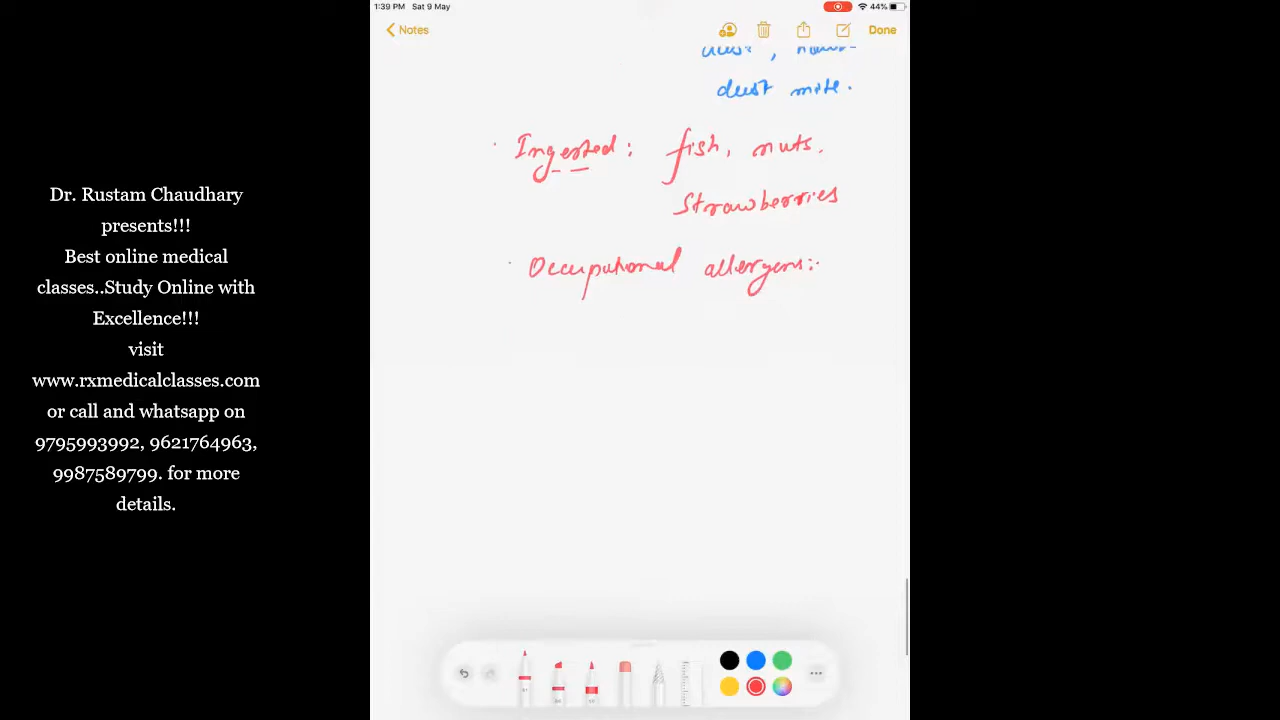 1:39 PM Sat 9 May
44%
Notes
Done
dust mite.
Ingested: fish, nuts.
Strawberries
Occupational allergens:
Dr. Rustam Chaudhary
presents!!!
Best online medical
classes..Study Online with
Excellence!!!
visit
www.rxmedicalclasses.com
or call and whatsapp on
9795993992, 9621764963,
9987589799. for more
details.